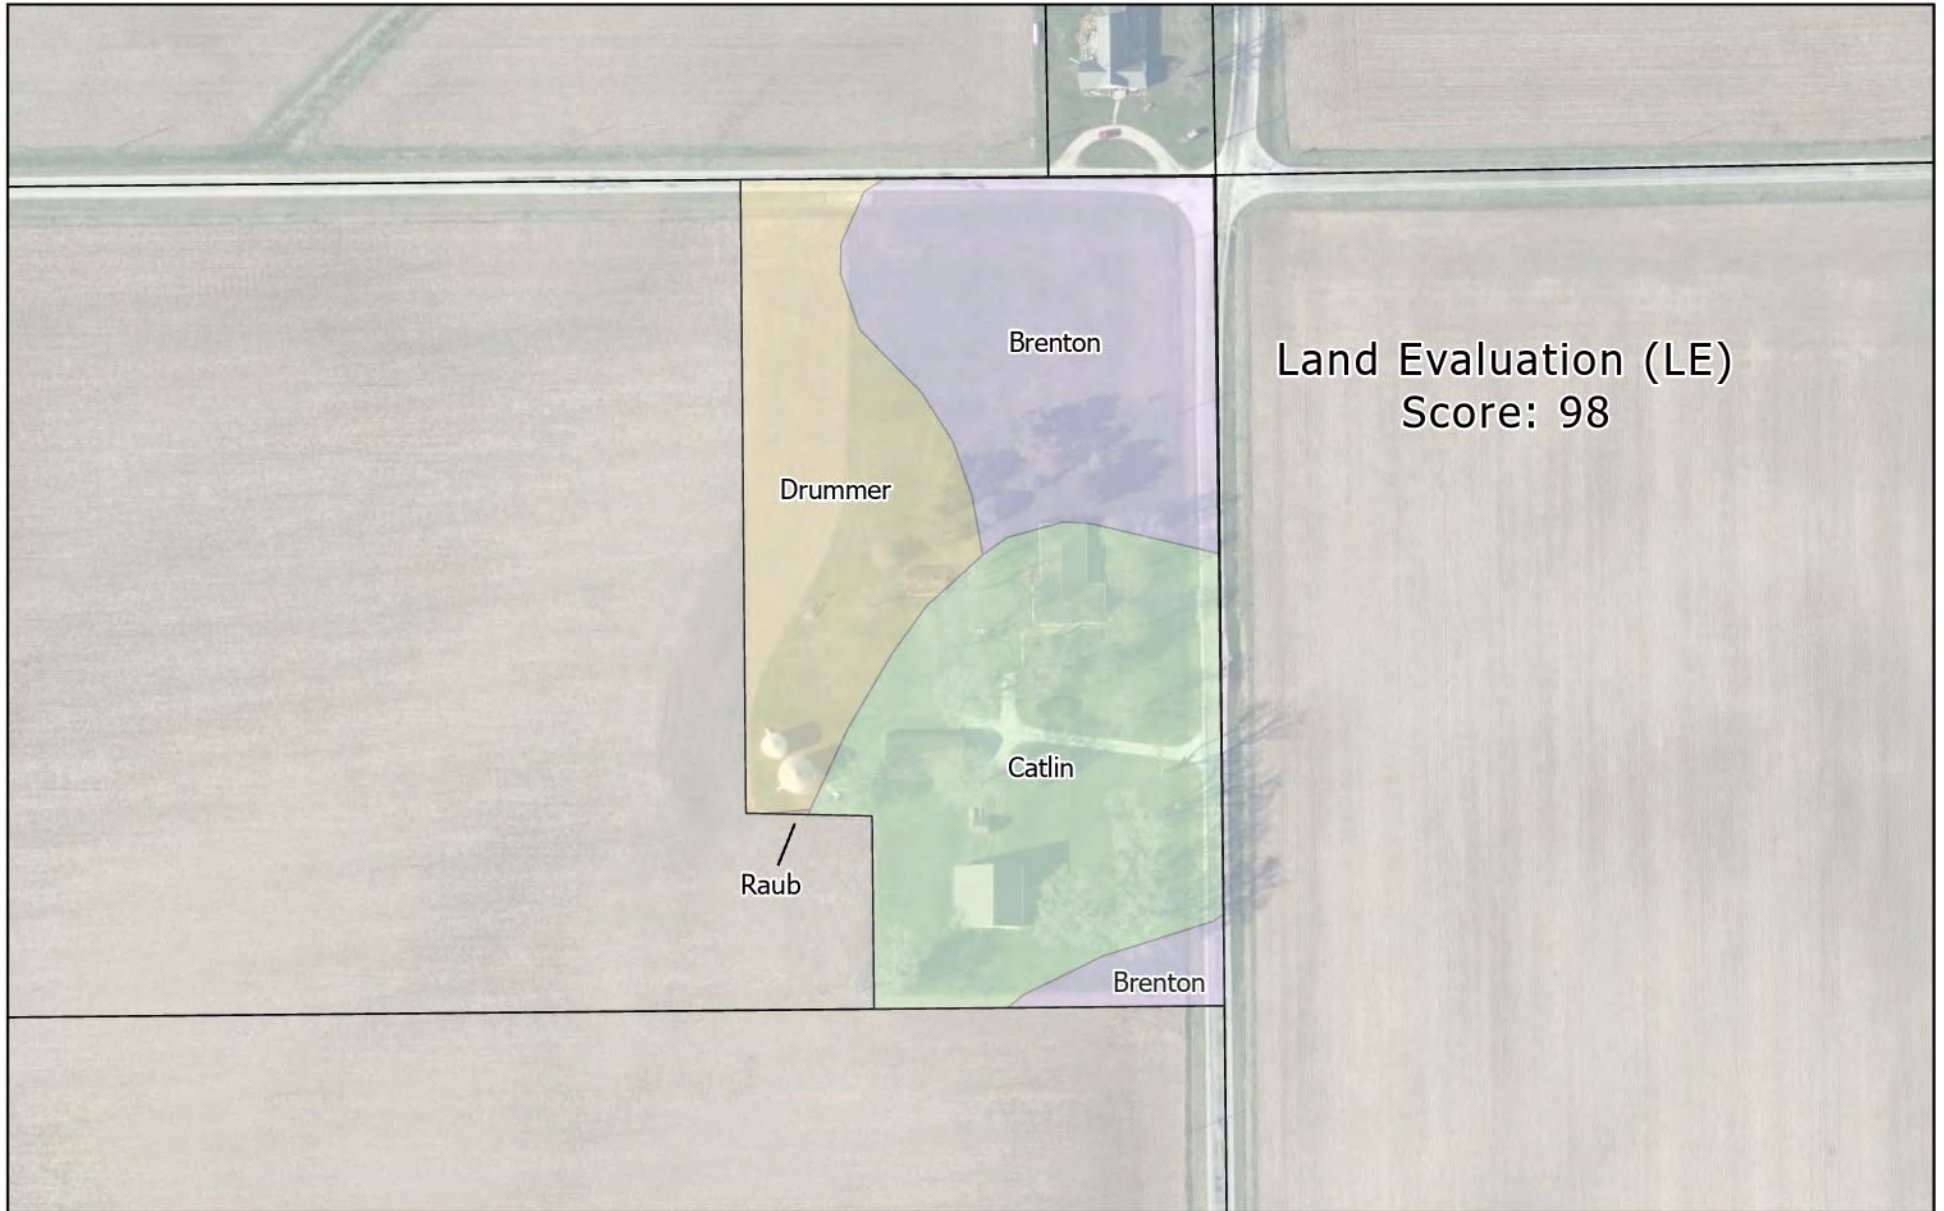 Brenton
Land Evaluation (LE)
Score: 98
Drummer
Catlin
Raub
Brenton